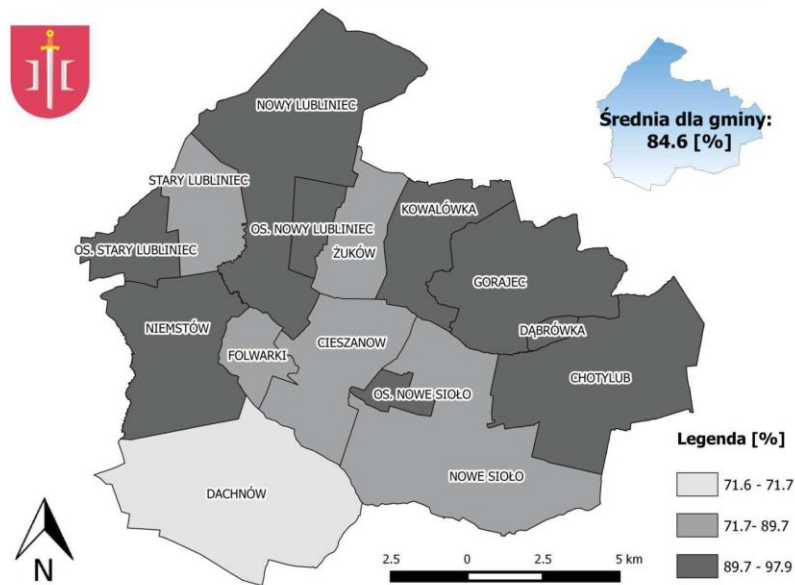 NOWY LUBLINIEC
Średnia dla gminy:
84.6 [%]
STARY LUBLINIEC
KOWALÓWKA
OS. NOWY LUBLINIEC
OS. STARY LUBLINIEC
ŻUKÓW
GORAJEC
NIEMSTÓW
DĄBRÓWKA
CIESZANOW
FOLWARKI
CHOTYLUB
OS. NOWE SIOŁO
Legenda [%]
NOWE SIOŁO
71.6 - 71.7
DACHNÓW
71.7- 89.7
2.5 0 2.5 5 km
89.7 - 97.9
N